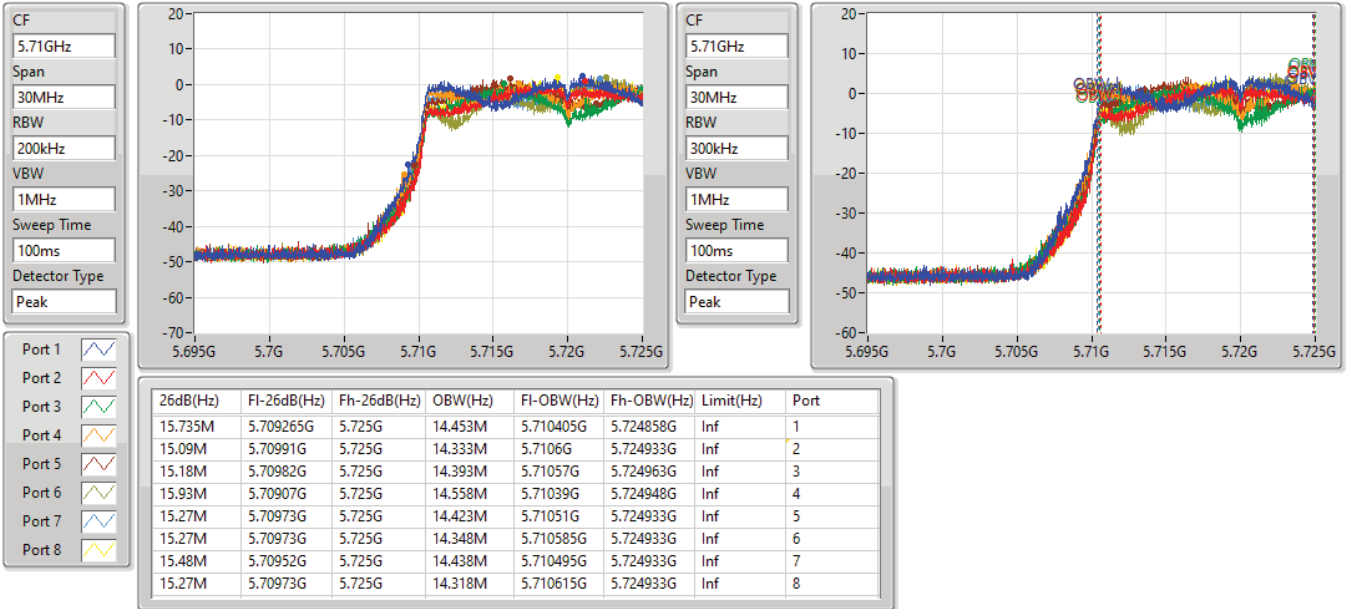 CF
5.71GHz
Span
30MHz
RBW
200kHz
VBW
1MHz
Sweep Time
100ms
Detector Type
Peak
20
10
0
-10
-20
-30
-40
-50
-60
-70
5.695G 5.7G 5.705G 5.71G 5.715G 5.72G 5.725G
CF
5.71GHz
Span
30MHz
RBW
300kHz
VBW
1MHz
Sweep Time
100ms
Detector Type
Peak
20
10
0
-10
-20
-30
-40
-50
-60
5.695G 5.7G 5.705G 5.71G 5.715G 5.72G 5.725G
Port 1
Port 2
Port 3
Port 4
Port 5
Port 6
Port 7
Port 8
26dB(Hz) Fl-26dB(Hz) Fh-26dB(Hz) OBW(Hz) Fl-OBW(Hz) Fh-OBW(Hz) Limit(Hz) Port
15.735M 5.709265G 5.725G 14.453M 5.710405G 5.724858G Inf 1
15.09M 5.70991G 5.725G 14.333M 5.7106G 5.724933G Inf 2
15.18M 5.70982G 5.725G 14.393M 5.71057G 5.724963G Inf 3
15.93M 5.70907G 5.725G 14.558M 5.71039G 5.724948G Inf 4
15.27M 5.70973G 5.725G 14.423M 5.71051G 5.724933G Inf 5
15.27M 5.70973G 5.725G 14.348M 5.710585G 5.724933G Inf 6
15.48M 5.70952G 5.725G 14.438M 5.710495G 5.724933G Inf 7
15.27M 5.70973G 5.725G 14.318M 5.710615G 5.724933G Inf 8